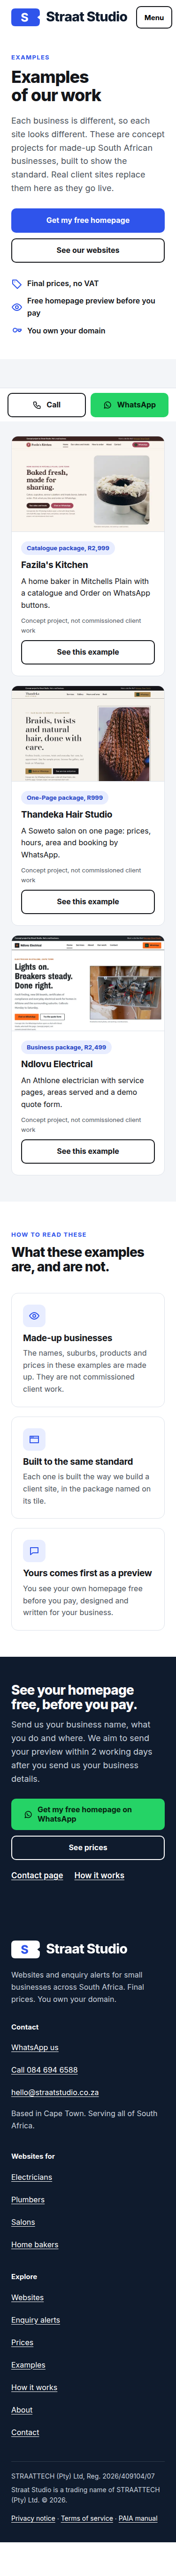 S Straat Studio
Menu
EXAMPLES
Examples
of our work
Each business is different, so each
site looks different. These are concept
projects for made-up South African
businesses, built to show the
standard. Real client sites replace
them here as they go live.
Get my free homepage
See our websites
Final prices, no VAT
Free homepage preview before you
pay
You own your domain
Call
WhatsApp
Baked fresh,
made for
sharing.
Catalogue package, R2,999
Fazila's Kitchen
A home baker in Mitchells Plain with
a catalogue and Order on WhatsApp
buttons.
Concept project, not commissioned client
work
See this example
Braids, twists
and natural
hair, done with
care.
One-Page package, R999
Thandeka Hair Studio
A Soweto salon on one page: prices,
hours, area and booking by
WhatsApp.
Concept project, not commissioned client
work
See this example
Lights on.
Breakers steady.
Done right.
Business package, R2,499
Ndlovu Electrical
An Athlone electrician with service
pages, areas served and a demo
quote form.
Concept project, not commissioned client
work
See this example
HOW TO READ THESE
What these examples
are, and are not.
Made-up businesses
The names, suburbs, products and
prices in these examples are made
up. They are not commissioned
client work.
Built to the same standard
Each one is built the way we build a
client site, in the package named on
its tile.
Yours comes first as a preview
You see your own homepage free
before you pay, designed and
written for your business.
See your homepage
free, before you pay.
Send us your business name, what
you do and where. We aim to send
your preview within 2 working days
after you send us your business
details.
Get my free homepage on
WhatsApp
See prices
Contact page How it works
S Straat Studio
Websites and enquiry alerts for small
businesses across South Africa. Final
prices. You own your domain.
Contact
WhatsApp us
Call 084 694 6588
hello@straatstudio.co.za
Based in Cape Town. Serving all of South
Africa.
Websites for
Electricians
Plumbers
Salons
Home bakers
Explore
Websites
Enquiry alerts
Prices
Examples
How it works
About
Contact
STRAATTECH (Pty) Ltd, Reg. 2026/409104/07
Straat Studio is a trading name of STRAATTECH
(Pty) Ltd. © 2026.
Privacy notice · Terms of service · PAIA manual